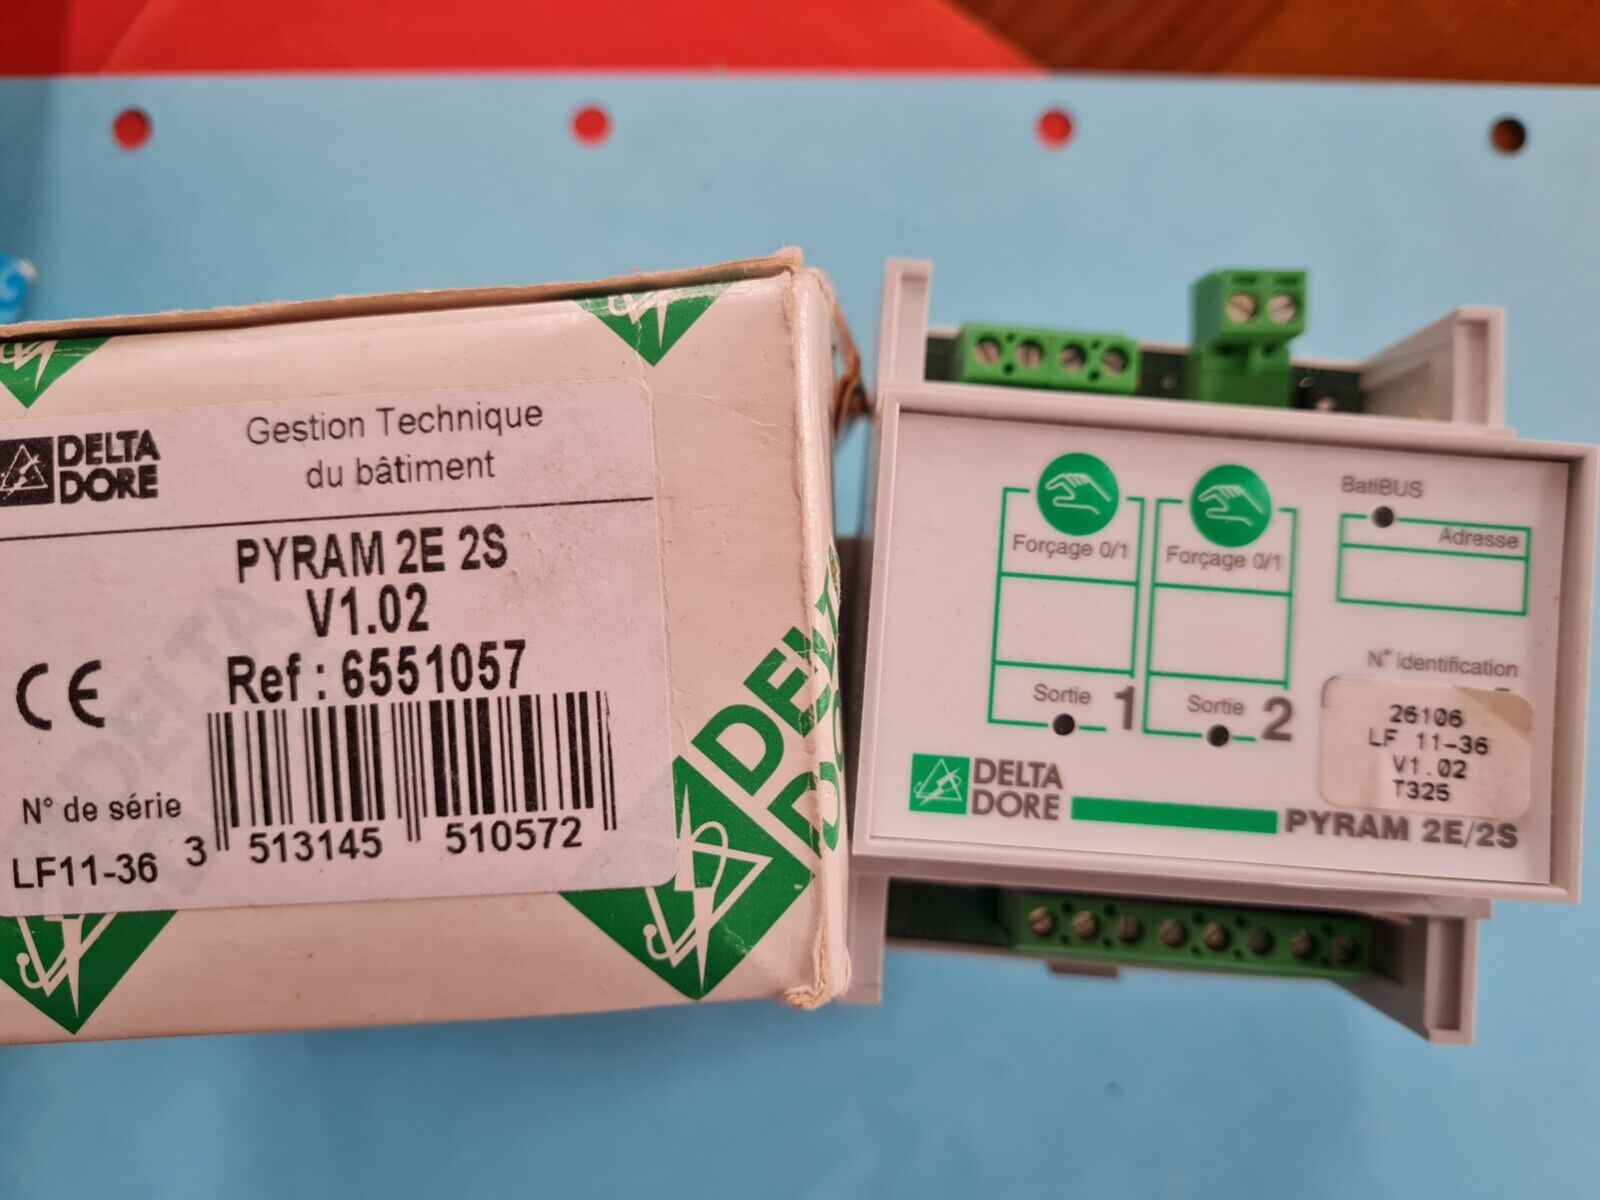 DELTA
DORE
Gestion Technique
du bâtiment
PYRAM 2E 2S
V1.02
Ref : 6551057
CE
N° de série
LF11-36
3 513145 510572
DELTA
DELTA
Forçage 0/1
Forçage 0/1
BatiBUS
Adresse
N° identification
Sortie 1
Sortie 2
26106
LF 11-36
V1.02
T325
DELTA
DORE
PYRAM 2E/2S